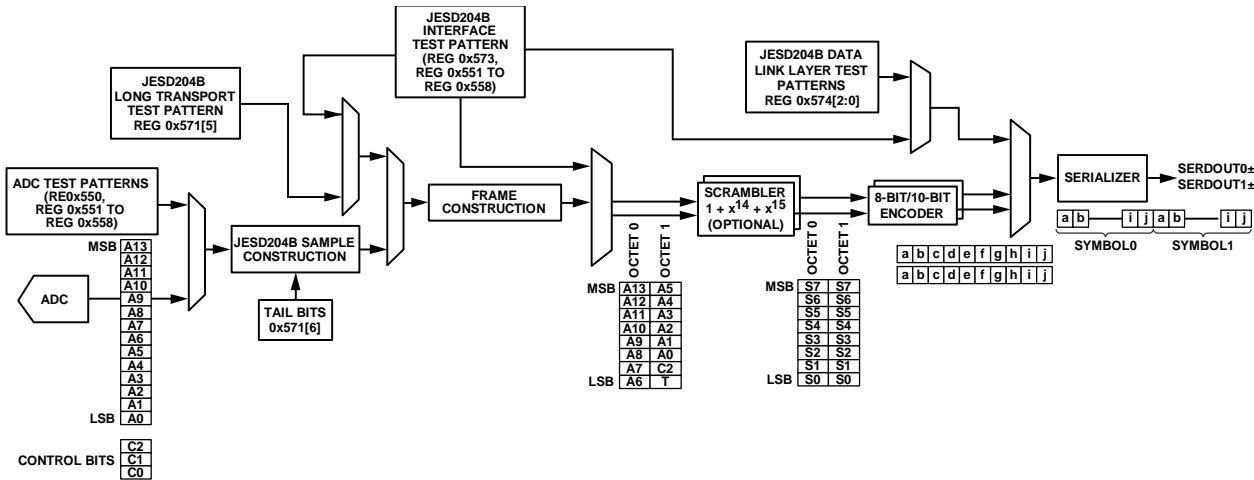 JESD204B
INTERFACE
TEST PATTERN
(REG 0x573,
REG 0x551 TO
REG 0x558)
JESD204B DATA
LINK LAYER TEST
PATTERNS
REG 0x574[2:0]
JESD204B
LONG TRANSPORT
TEST PATTERN
REG 0x571[5]
ADC TEST PATTERNS
(RE0x550,
REG 0x551 TO
REG 0x558)
MSB A13
A12
A11
A10
A9
A8
A7
A6
A5
A4
A3
A2
A1
LSB A0
ADC
CONTROL BITS
C2
C1
C0
JESD204B SAMPLE
CONSTRUCTION
TAIL BITS
0x571[6]
FRAME
CONSTRUCTION
OCTET 0
OCTET 1
MSB A13 A5
A12 A4
A11 A3
A10 A2
A9 A1
A8 A0
A7 C2
LSB A6 T
SCRAMBLER
1 + x14 + x15
(OPTIONAL)
OCTET 0
OCTET 1
MSB S7 S7
S6 S6
S5 S5
S4 S4
S3 S3
S2 S2
S1 S1
LSB S0 S0
8-BIT/10-BIT
ENCODER
a b c d e f g h i j
a b c d e f g h i j
SERIALIZER
SERDOUT0±
SERDOUT1±
a b i j a b i j
SYMBOL0 SYMBOL1